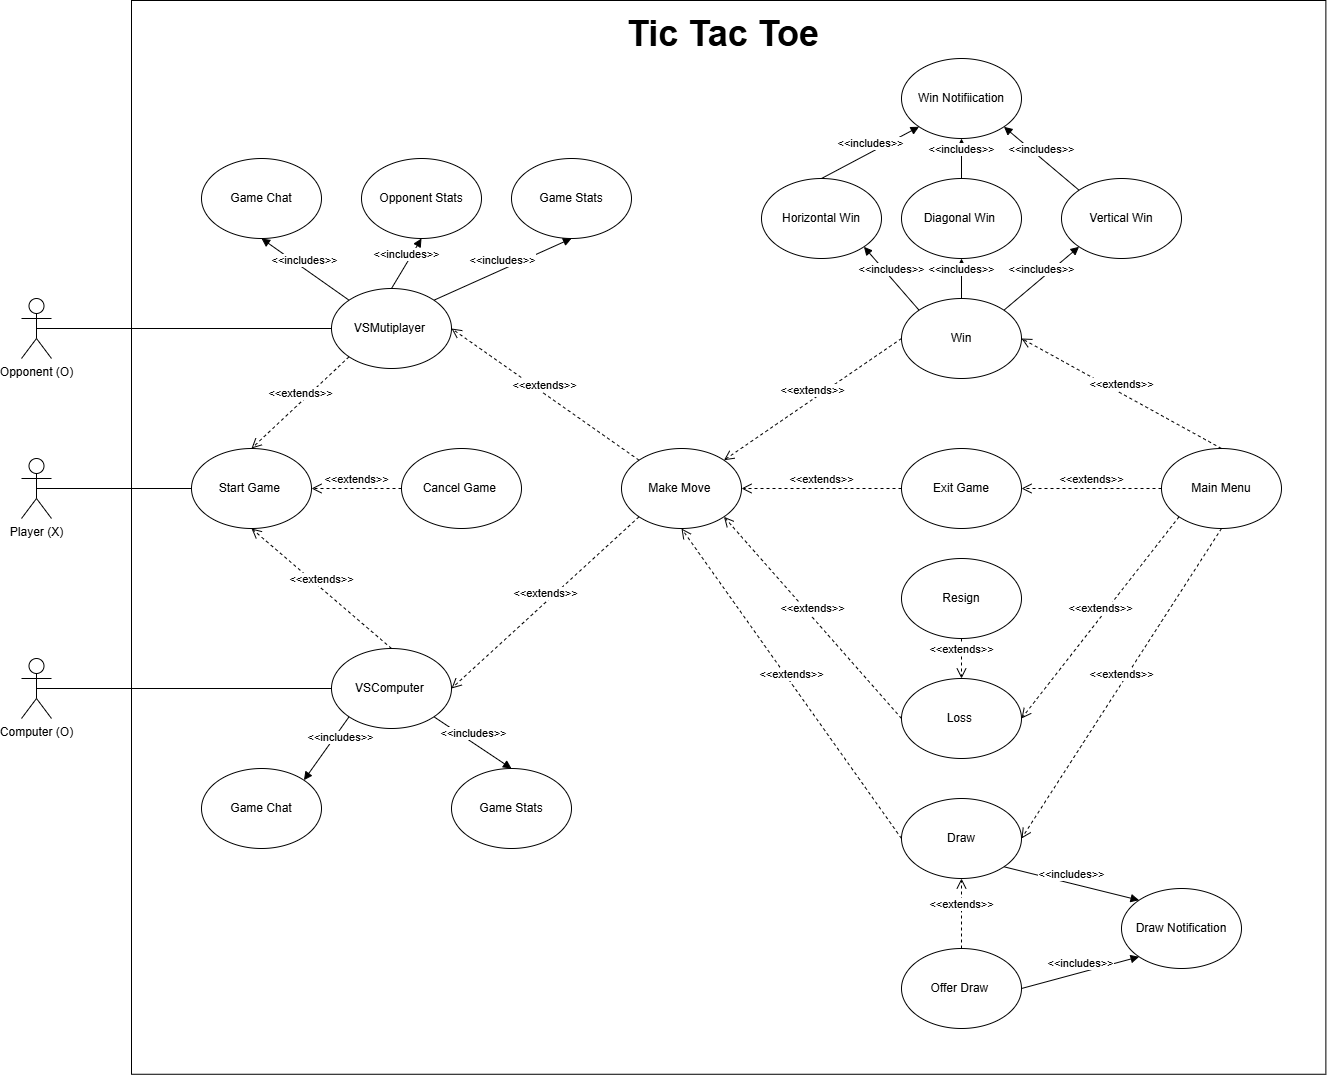 Tic Tac Toe
Win Notifiication
<<includes>>
<<includes>>
<<includes>>
Game Chat
Opponent Stats
Game Stats
Horizontal Win
Diagonal Win
Vertical Win
<<includes>>
<<includes>>
<<includes>>
<<includes>>
<<includes>>
<<includes>>
VSMutiplayer
Win
Opponent (O)
<<extends>>
<<extends>>
<<extends>>
<<extends>>
Start Game
<<extends>>
Cancel Game
Make Move
<<extends>>
Exit Game
<<extends>>
Main Menu
Player (X)
<<extends>>
<<extends>>
Resign
<<extends>>
<<extends>>
<<extends>>
<<extends>>
<<extends>>
VSComputer
Loss
Computer (O)
<<includes>>
<<includes>>
Game Chat
Game Stats
Draw
<<includes>>
<<extends>>
Draw Notification
<<includes>>
Offer Draw